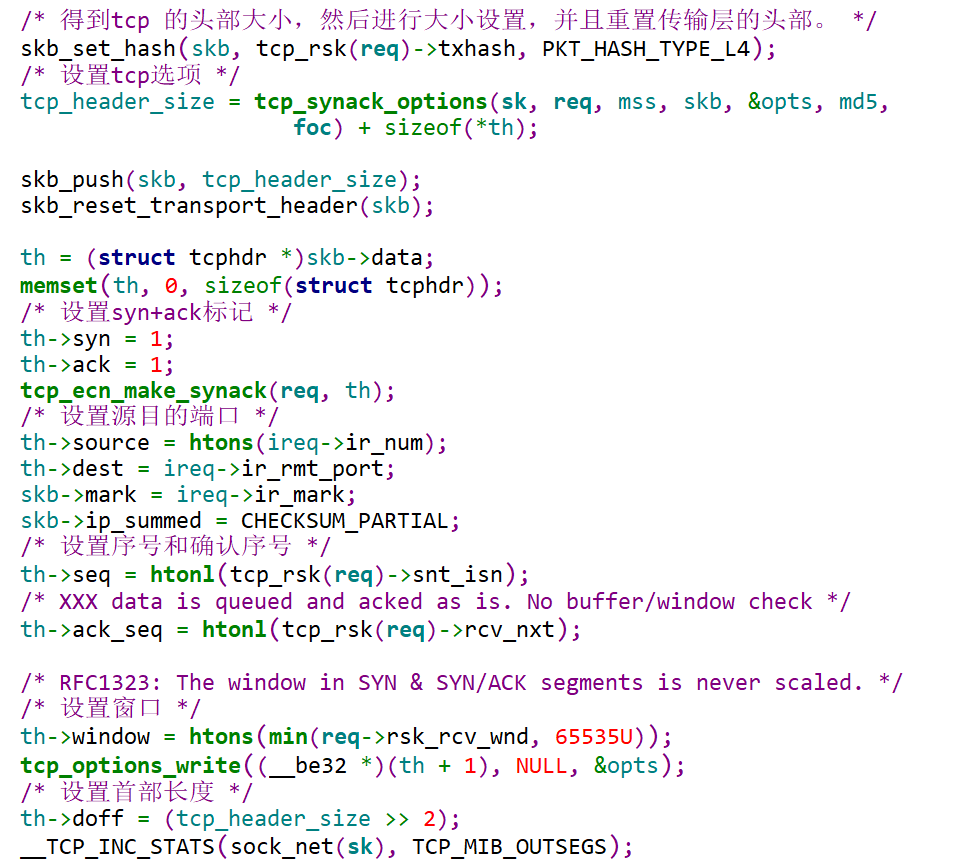 /* 得到tcp 的头部大小，然后进行大小设置，并且重置传输层的头部。 */
skb_set_hash(skb, tcp_rsk(req)->txhash, PKT_HASH_TYPE_L4);
/* 设置tcp选项 */
tcp_header_size = tcp_synack_options(sk, req, mss, skb, &opts, md5,
foc) + sizeof(*th);
skb_push(skb, tcp_header_size);
skb_reset_transport_header(skb);
th = (struct tcphdr *)skb->data;
memset(th, 0, sizeof(struct tcphdr));
/* 设置syn+ack标记 */
th->syn = 1;
th->ack = 1;
tcp_ecn_make_synack(req, th);
/* 设置源目的端口 */
th->source = htons(ireq->ir_num);
th->dest = ireq->ir_rmt_port;
skb->mark = ireq->ir_mark;
skb->ip_summed = CHECKSUM_PARTIAL;
/* 设置序号和确认序号 */
th->seq = htonl(tcp_rsk(req)->snt_isn);
/* XXX data is queued and acked as is. No buffer/window check */
th->ack_seq = htonl(tcp_rsk(req)->rcv_nxt);
/* RFC1323: The window in SYN & SYN/ACK segments is never scaled. */
/* 设置窗口 */
th->window = htons(min(req->rsk_rcv_wnd, 65535U));
tcp_options_write((__be32 *)(th + 1), NULL, &opts);
/* 设置首部长度 */
th->doff = (tcp_header_size >> 2);
__TCP_INC_STATS(sock_net(sk), TCP_MIB_OUTSEGS);